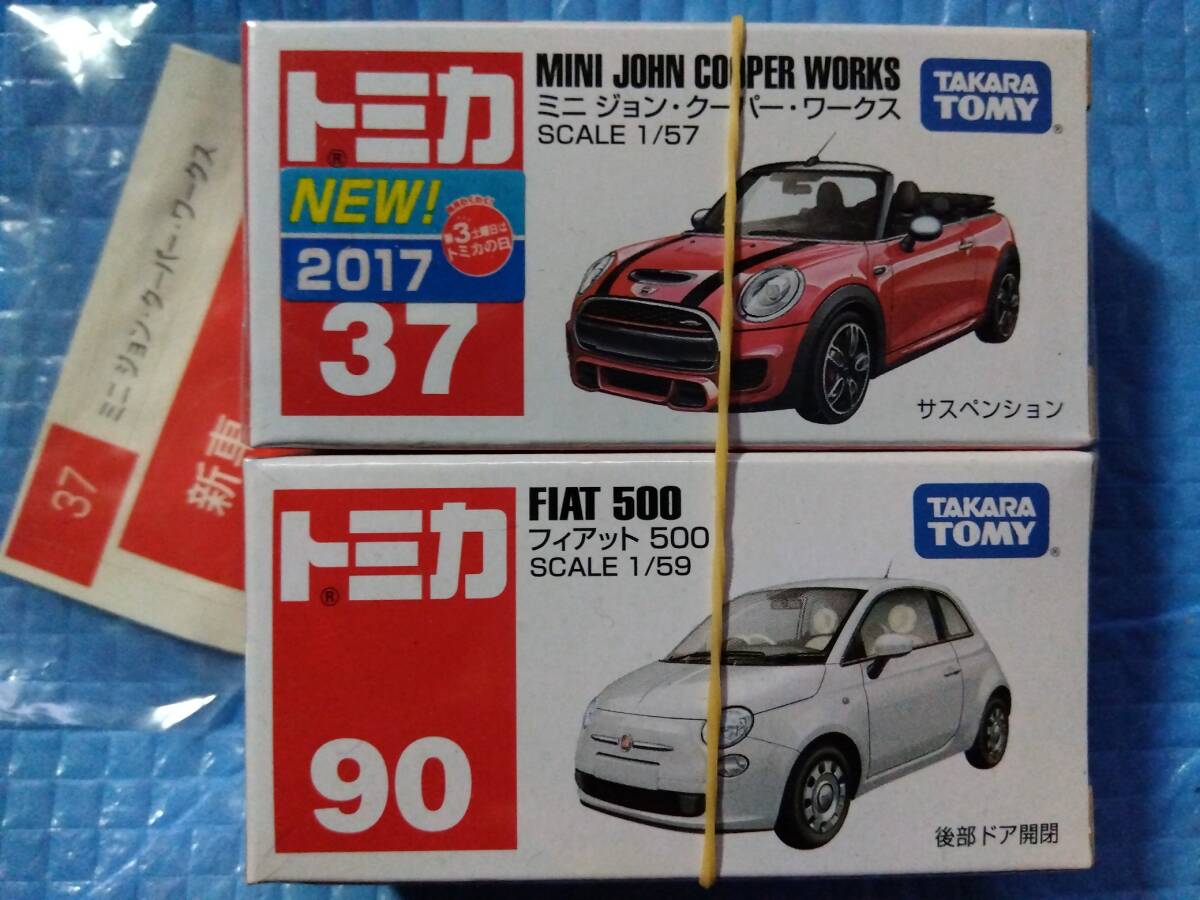 トミカ
®
NEW!
2017
第3土曜日は
トミカの日
37
MINI JOHN COOPER WORKS
ミニ ジョン・クーパー・ワークス
SCALE 1/57
TAKARA
TOMY
®
サスペンション
トミカ
®
90
FIAT 500
フィアット 500
SCALE 1/59
TAKARA
TOMY
®
後部ドア開閉
37
ミニ ジョン・クーパー・ワークス
新車